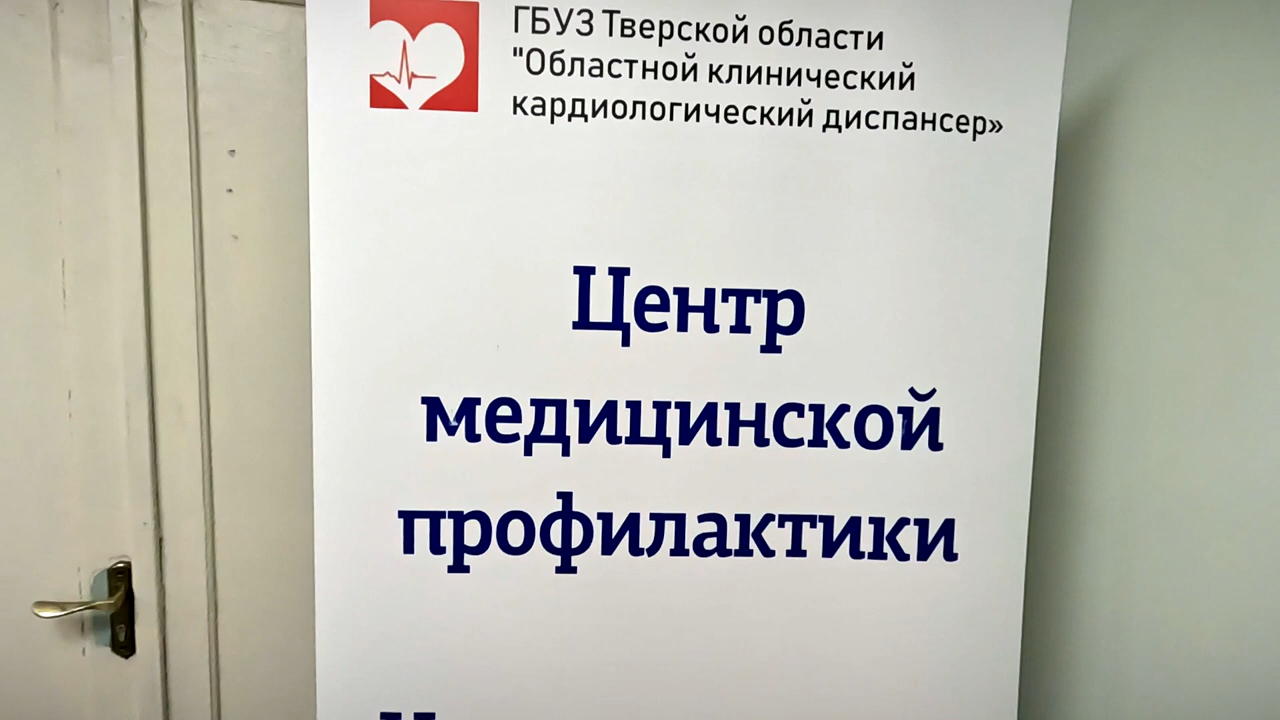 ГБУЗ Тверской области
"Областной клинический
кардиологический диспансер»
Центр
медицинской
профилактики